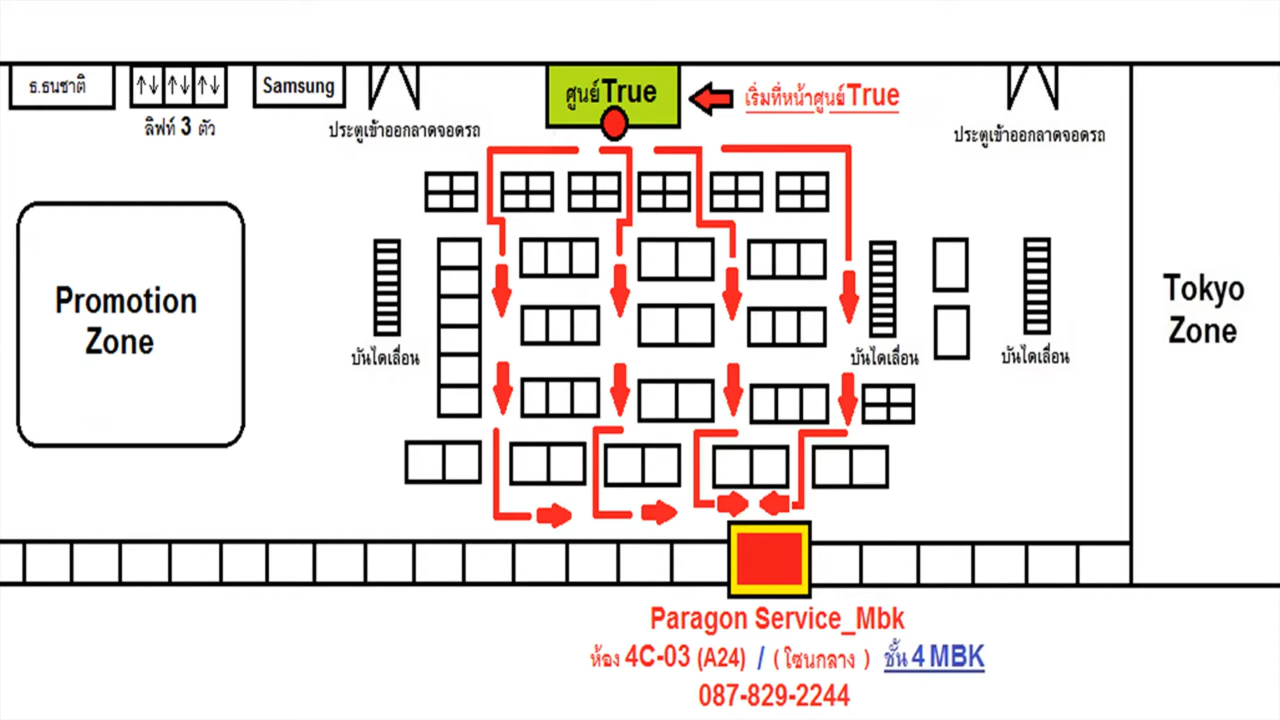 ธ.ธนชาติ
↑↓ ↑↓ ↑↓
Samsung
ศูนย์ True
เริ่มที่หน้าศูนย์ True
ลิฟท์ 3 ตัว
ประตูเข้าออกลาดจอดรถ
ประตูเข้าออกลาดจอดรถ
Promotion
Zone
Tokyo
Zone
บันไดเลื่อน
บันไดเลื่อน
บันไดเลื่อน
Paragon Service_Mbk
ห้อง 4C-03 (A24) / ( โซนกลาง ) ชั้น 4 MBK
087-829-2244